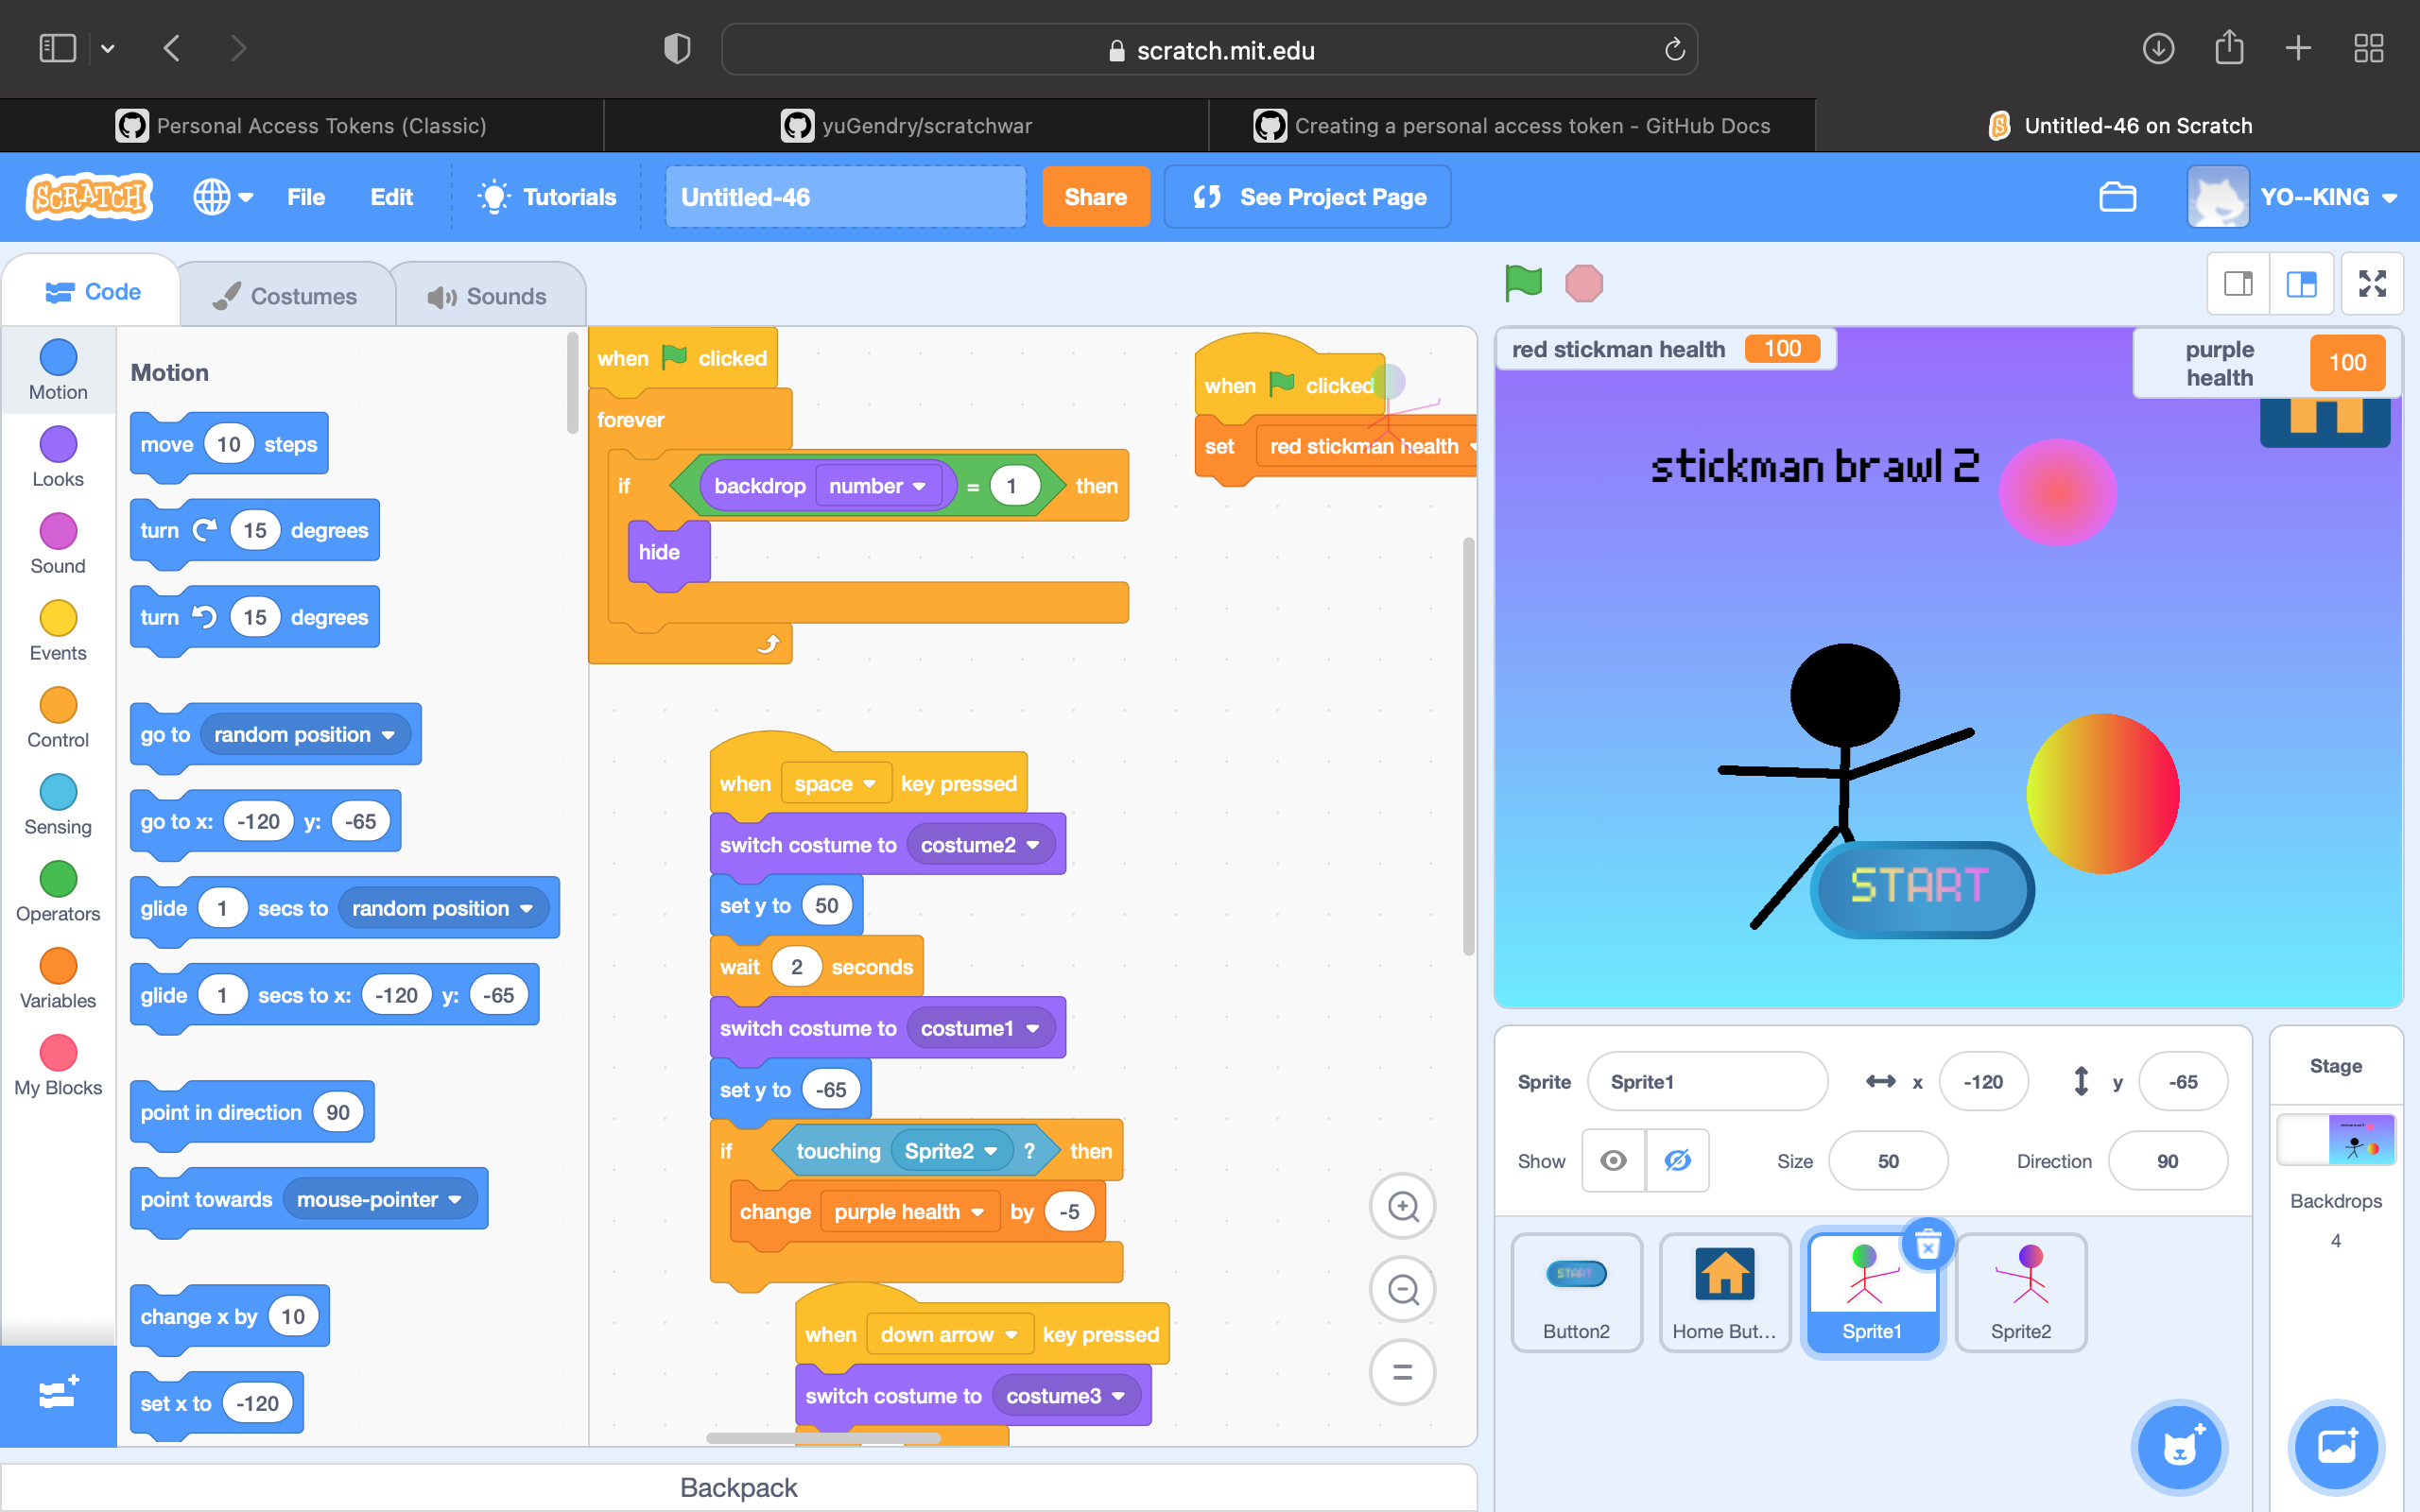 scratch.mit.edu
Personal Access Tokens (Classic)
yuGendry/scratchwar
Creating a personal access token - GitHub Docs
Untitled-46 on Scratch
SCRATCH
File
Edit
Tutorials
Untitled-46
Share
See Project Page
YO--KING
Code
Costumes
Sounds
Motion
Looks
Sound
Events
Control
Sensing
Operators
Variables
My Blocks
Motion
move 10 steps
turn 15 degrees
turn 15 degrees
go to random position
go to x: -120 y: -65
glide 1 secs to random position
glide 1 secs to x: -120 y: -65
point in direction 90
point towards mouse-pointer
change x by 10
set x to -120
when clicked
forever
if backdrop number = 1 then
hide
when clicked
set red stickman health
when space key pressed
switch costume to costume2
set y to 50
wait 2 seconds
switch costume to costume1
set y to -65
if touching Sprite2 ? then
change purple health by -5
when down arrow key pressed
switch costume to costume3
Backpack
red stickman health 100
purple health 100
stickman brawl 2
START
Sprite Sprite1 x -120 y -65
Show Size 50 Direction 90
START
Button2
Home But...
Sprite1
Sprite2
Stage
Backdrops
4